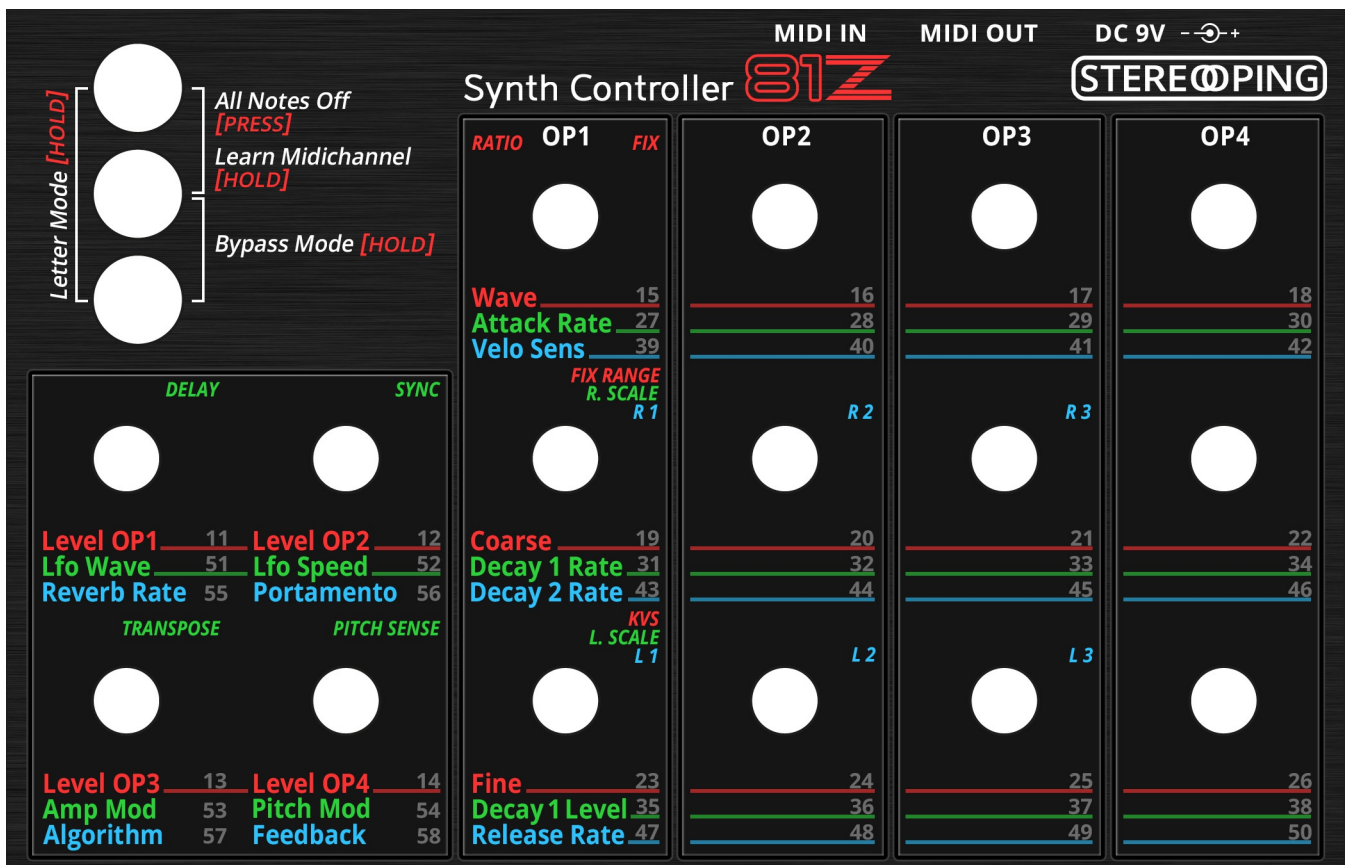 MIDI IN MIDI OUT DC 9V - +
Synth Controller 81Z
STEREOPING
Letter Mode [HOLD]
All Notes Off
[PRESS]
Learn Midichannel
[HOLD]
Bypass Mode [HOLD]
DELAY SYNC
Level OP1 11 Level OP2 12
Lfo Wave 51 Lfo Speed 52
Reverb Rate 55 Portamento 56
TRANSPOSE PITCH SENSE
Level OP3 13 Level OP4 14
Amp Mod 53 Pitch Mod 54
Algorithm 57 Feedback 58
RATIO OP1 FIX OP2 OP3 OP4
Wave 15 16 17 18
Attack Rate 27 28 29 30
Velo Sens 39 40 41 42
FIX RANGE
R. SCALE
R 1 R 2 R 3
Coarse 19 20 21 22
Decay 1 Rate 31 32 33 34
Decay 2 Rate 43 44 45 46
KVS
L. SCALE
L 1 L 2 L 3
Fine 23 24 25 26
Decay 1 Level 35 36 37 38
Release Rate 47 48 49 50